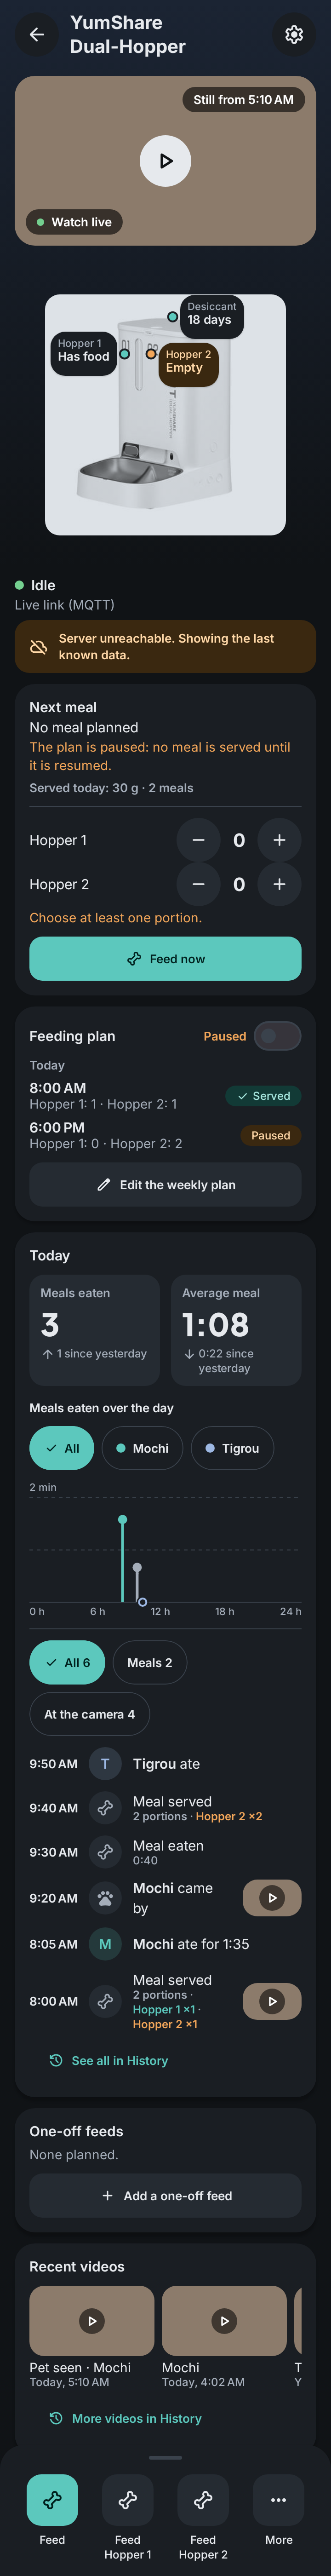 YumShare
Dual-Hopper
Still from 5:10 AM
Watch live
Desiccant
18 days
Hopper 1
Has food
Hopper 2
Empty
Idle
Live link (MQTT)
Server unreachable. Showing the last
known data.
Next meal
No meal planned
The plan is paused: no meal is served until
it is resumed.
Served today: 30 g · 2 meals
Hopper 1
0
Hopper 2
0
Choose at least one portion.
Feed now
Feeding plan
Paused
Today
8:00 AM
Hopper 1: 1 · Hopper 2: 1
Served
6:00 PM
Hopper 1: 0 · Hopper 2: 2
Paused
Edit the weekly plan
Today
Meals eaten
3
1 since yesterday
Average meal
1:08
0:22 since
yesterday
Meals eaten over the day
All
Mochi
Tigrou
2 min
0 h 6 h 12 h 18 h 24 h
All 6
Meals 2
At the camera 4
9:50 AM
T
Tigrou ate
9:40 AM
Meal served
2 portions · Hopper 2 ×2
9:30 AM
Meal eaten
0:40
9:20 AM
Mochi came
by
8:05 AM
M
Mochi ate for 1:35
8:00 AM
Meal served
2 portions ·
Hopper 1 ×1 ·
Hopper 2 ×1
See all in History
One-off feeds
None planned.
Add a one-off feed
Recent videos
Pet seen · Mochi
Today, 5:10 AM
Mochi
Today, 4:02 AM
T
Y
More videos in History
Feed
Feed
Hopper 1
Feed
Hopper 2
More